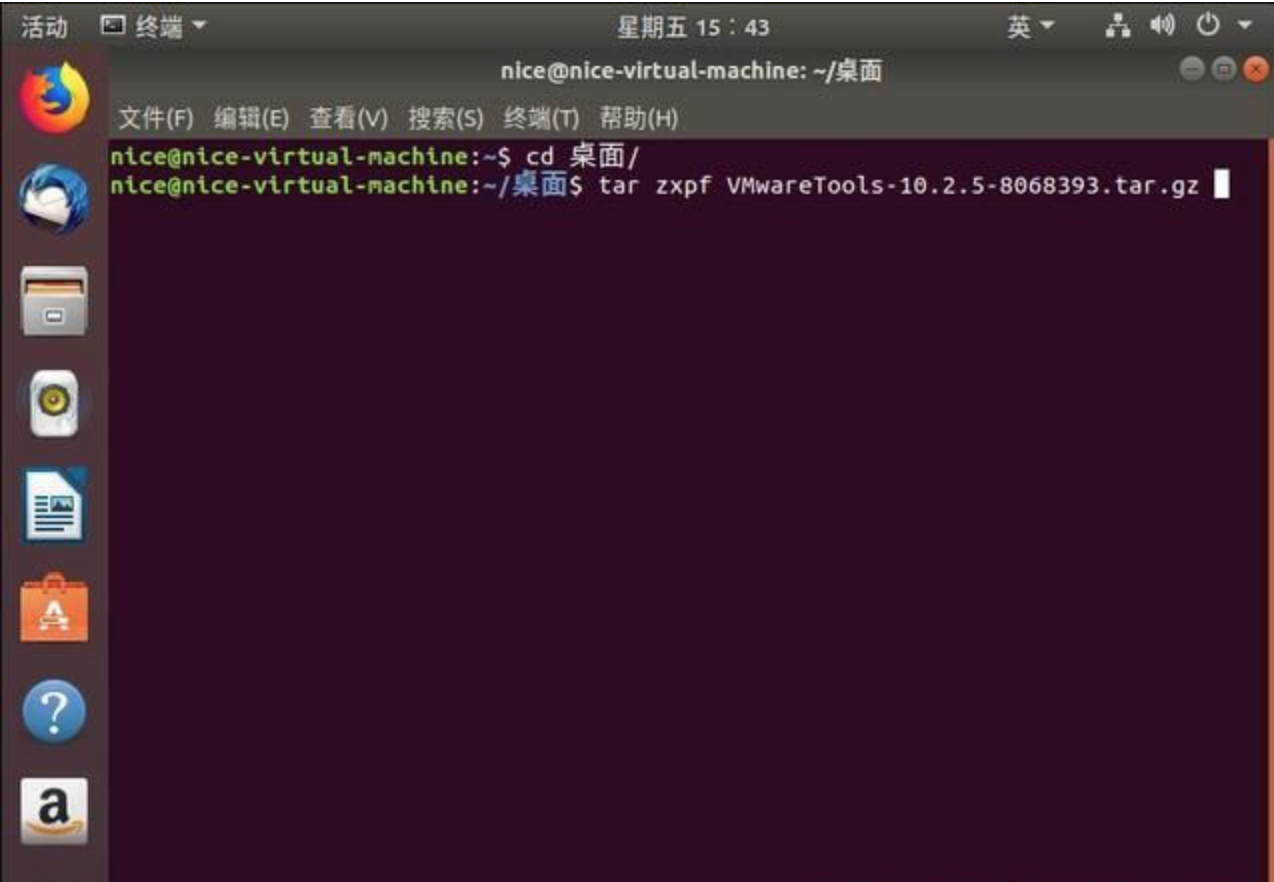 活动 终端 星期五 15：43 英
nice@nice-virtual-machine: ~/桌面
文件(F) 编辑(E) 查看(V) 搜索(S) 终端(T) 帮助(H)
nice@nice-virtual-machine:~$ cd 桌面/
nice@nice-virtual-machine:~/桌面$ tar zxpf VMwareTools-10.2.5-8068393.tar.gz